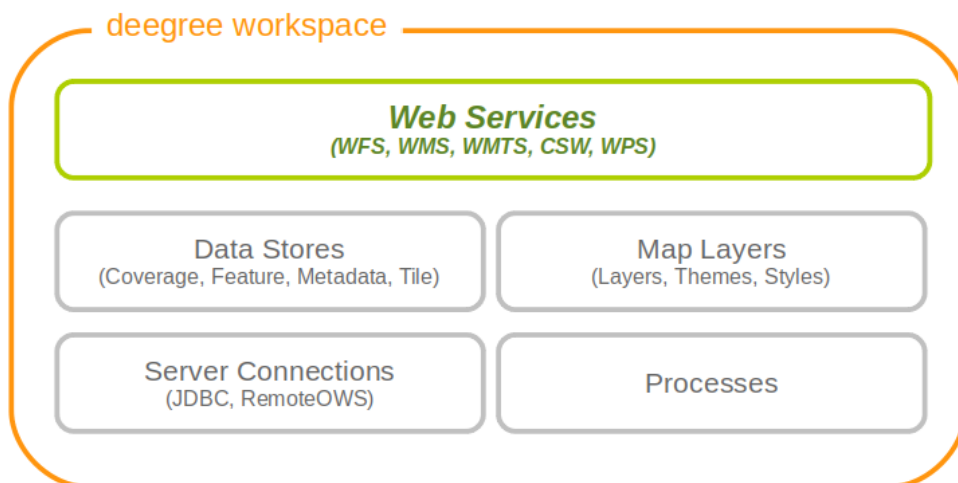 deegree workspace
Web Services
(WFS, WMS, WMTS, CSW, WPS)
Data Stores
(Coverage, Feature, Metadata, Tile)
Map Layers
(Layers, Themes, Styles)
Server Connections
(JDBC, RemoteOWS)
Processes